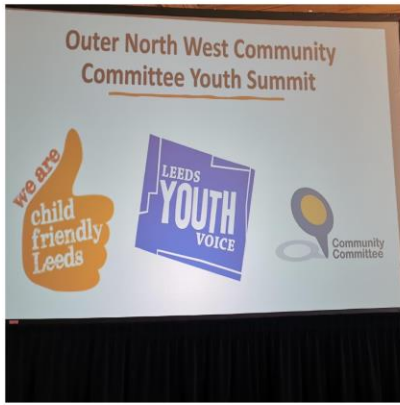 Outer North West Community
Committee Youth Summit
we are
child
friendly
Leeds
LEEDS
YOUTH
VOICE
Community
Committee